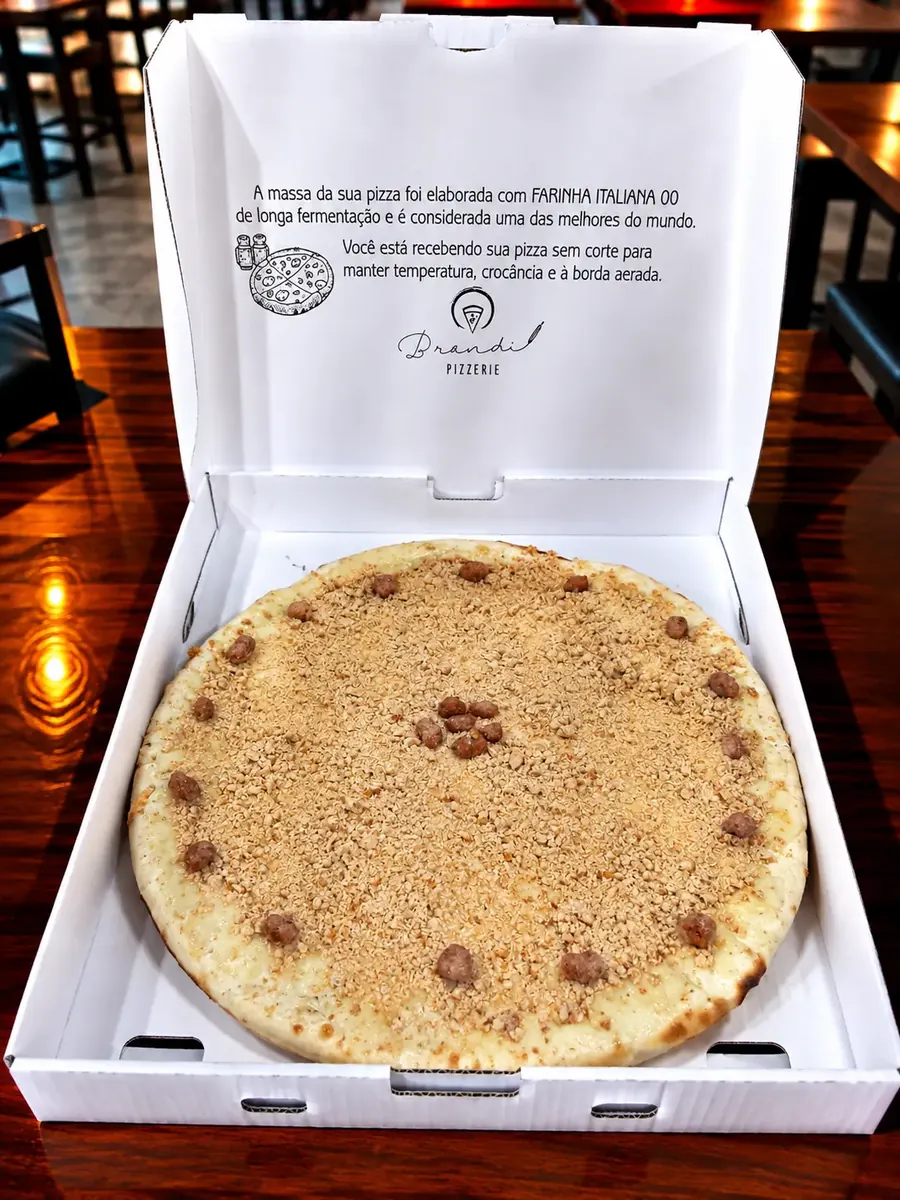 A massa da sua pizza foi elaborada com FARINHA ITALIANA 00
de longa fermentação e é considerada uma das melhores do mundo.
Você está recebendo sua pizza sem corte para
manter temperatura, crocância e à borda aerada.
Brandi
PIZZERIE